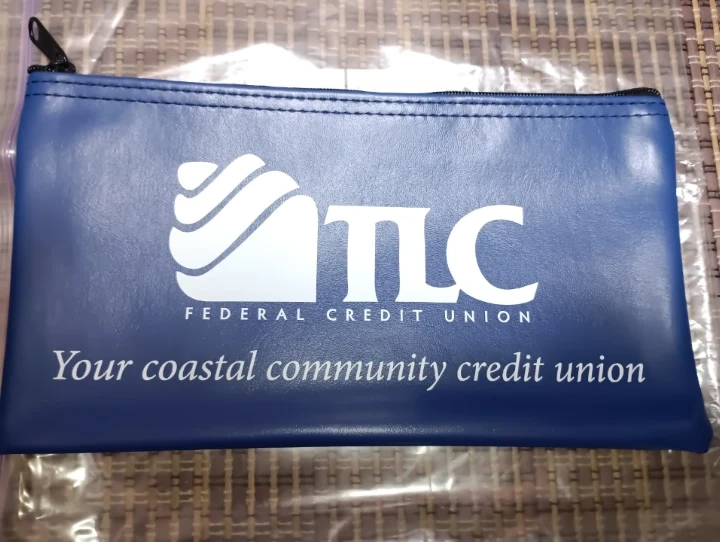 TLC
FEDERAL CREDIT UNION
Your coastal community credit union